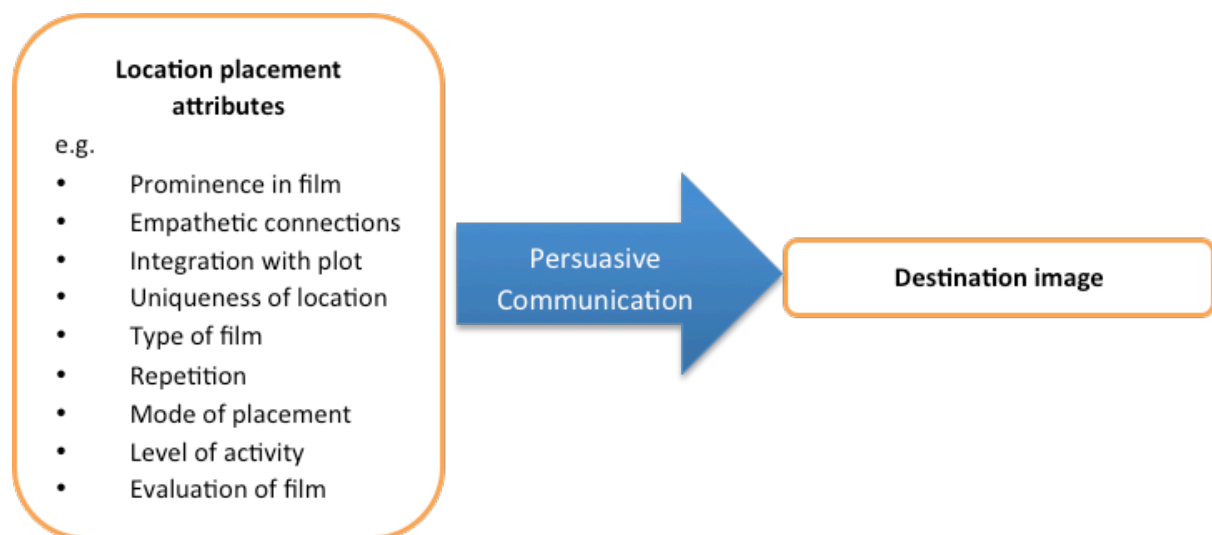 Location placement
attributes
e.g.
• Prominence in film
• Empathetic connections
• Integration with plot
• Uniqueness of location
• Type of film
• Repetition
• Mode of placement
• Level of activity
• Evaluation of film
Persuasive
Communication
Destination image